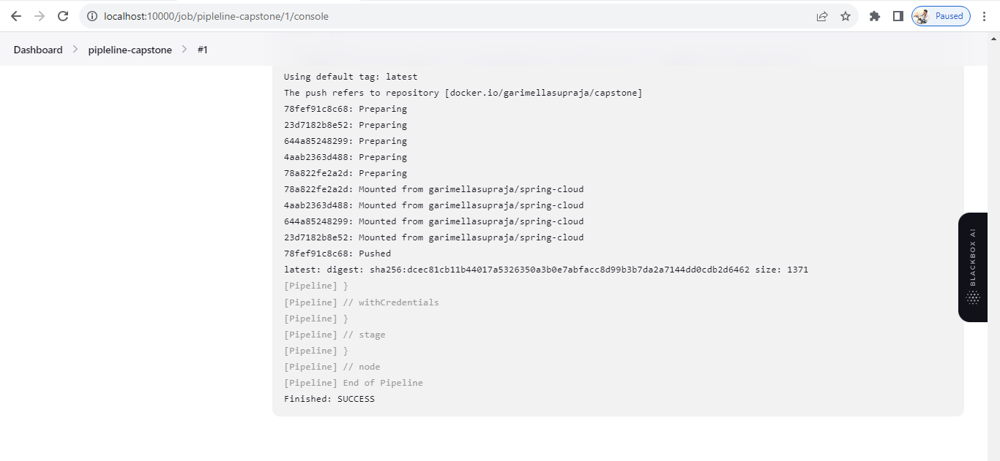 localhost:10000/job/pipleline-capstone/1/console
Paused
Dashboard > pipleline-capstone > #1
Using default tag: latest
The push refers to repository [docker.io/garimellasupraja/capstone]
78fef91c8c68: Preparing
23d7182b8e52: Preparing
644a85248299: Preparing
4aab2363d488: Preparing
78a822fe2a2d: Preparing
78a822fe2a2d: Mounted from garimellasupraja/spring-cloud
4aab2363d488: Mounted from garimellasupraja/spring-cloud
644a85248299: Mounted from garimellasupraja/spring-cloud
23d7182b8e52: Mounted from garimellasupraja/spring-cloud
78fef91c8c68: Pushed
latest: digest: sha256:dcec81cb11b44017a5326350a3b0e7abfacc8d99b3b7da2a7144dd0cdb2d6462 size: 1371
[Pipeline] }
[Pipeline] // withCredentials
[Pipeline] }
[Pipeline] // stage
[Pipeline] }
[Pipeline] // node
[Pipeline] End of Pipeline
Finished: SUCCESS
BLACKBOX AI